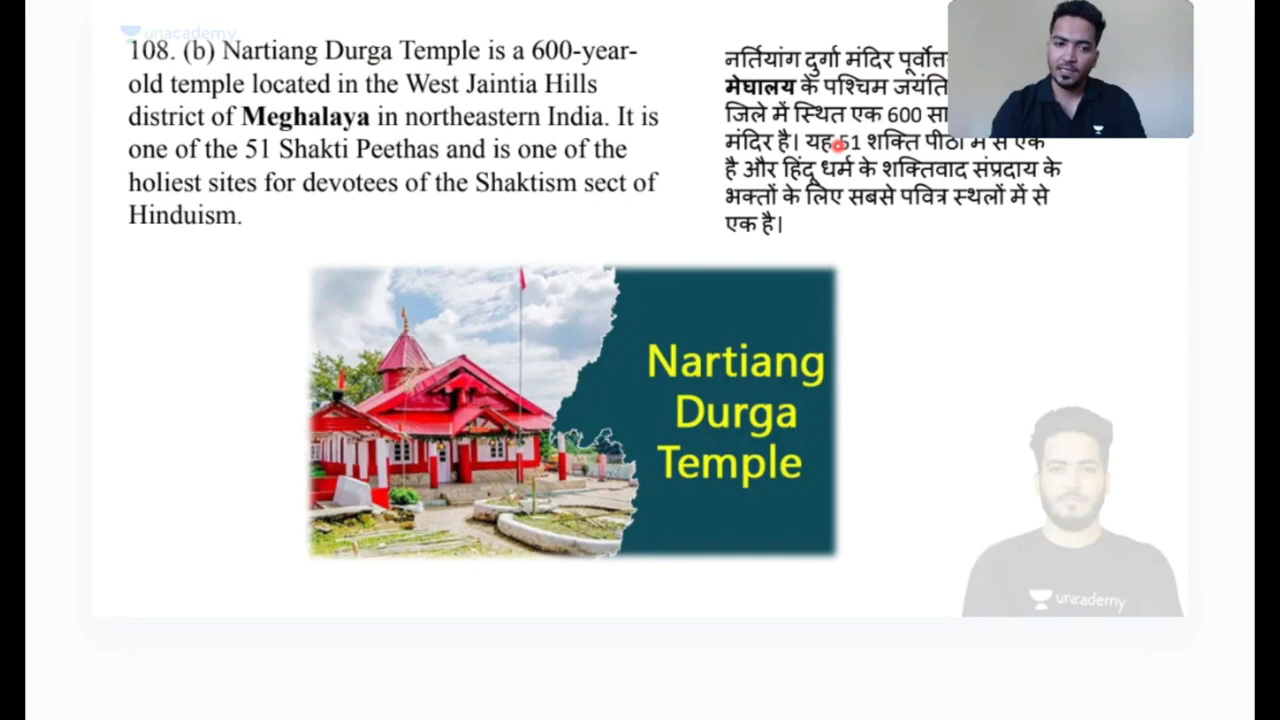 unacademy
108. (b) Nartiang Durga Temple is a 600-year-
old temple located in the West Jaintia Hills
district of Meghalaya in northeastern India. It is
one of the 51 Shakti Peethas and is one of the
holiest sites for devotees of the Shaktism sect of
Hinduism.
नर्तियांग दुर्गा मंदिर
मेघालय के पश्चिम
जिले में स्थित एक 600
मंदिर है। यह 51 शक्ति पीठों में से एक
है और हिंदू धर्म के शक्तिवाद संप्रदाय के
भक्तों के लिए सबसे पवित्र स्थलों में से
एक है।
Nartiang
Durga
Temple
unacademy